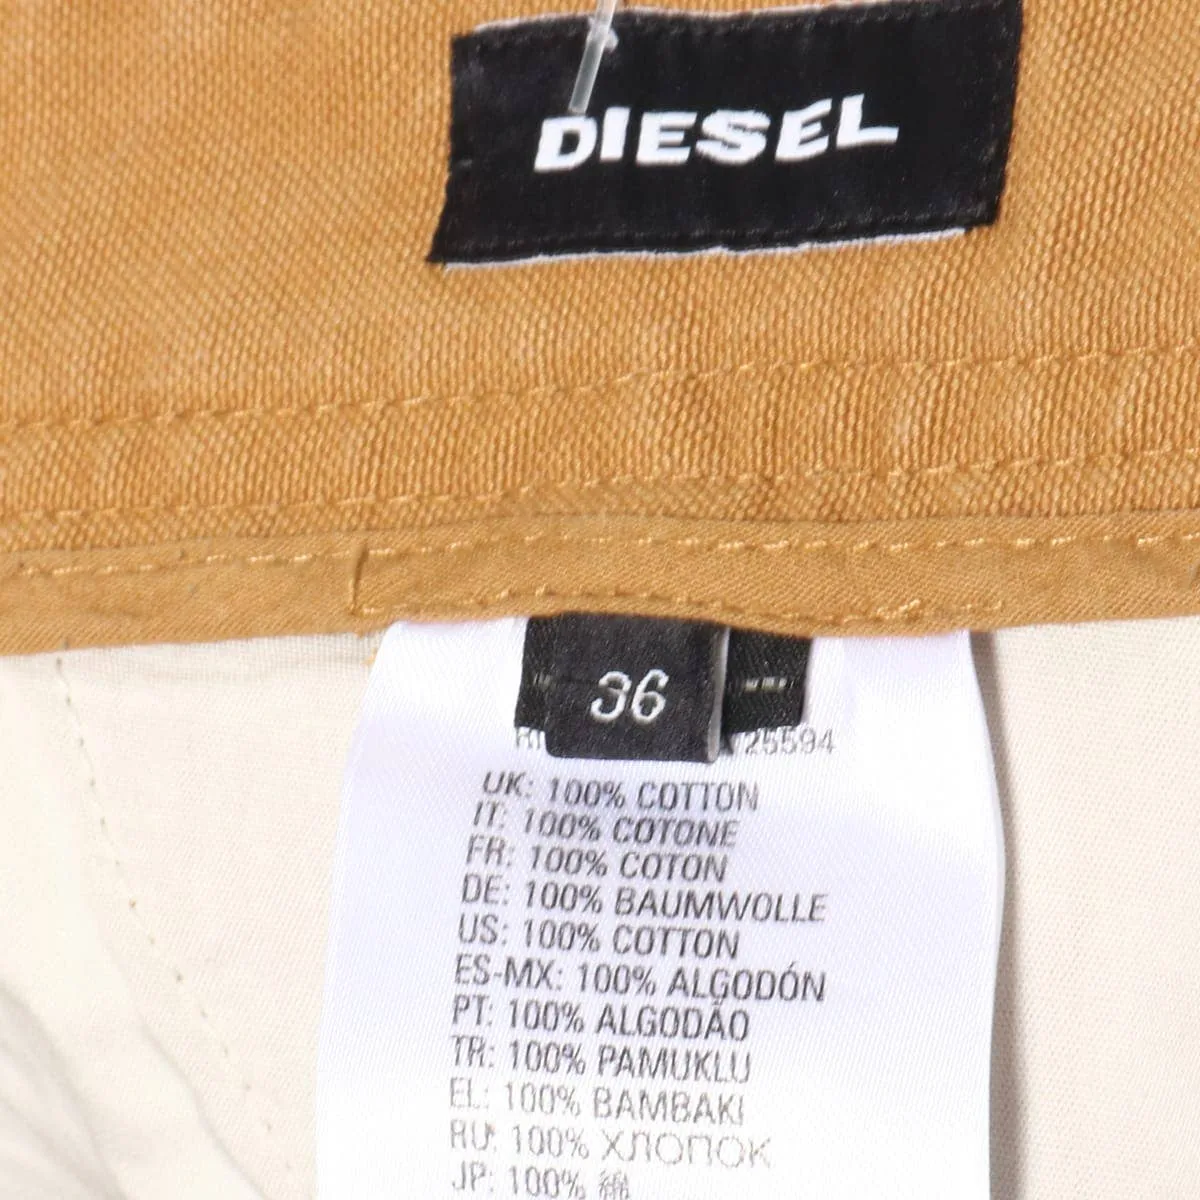 DIESEL
36
25594
UK: 100% COTTON
IT: 100% COTONE
FR: 100% COTON
DE: 100% BAUMWOLLE
US: 100% COTTON
ES-MX: 100% ALGODÓN
PT: 100% ALGODÃO
TR: 100% PAMUKLU
EL: 100% BAMBAKI
RU: 100% ХЛОПОК
JP: 100% 綿